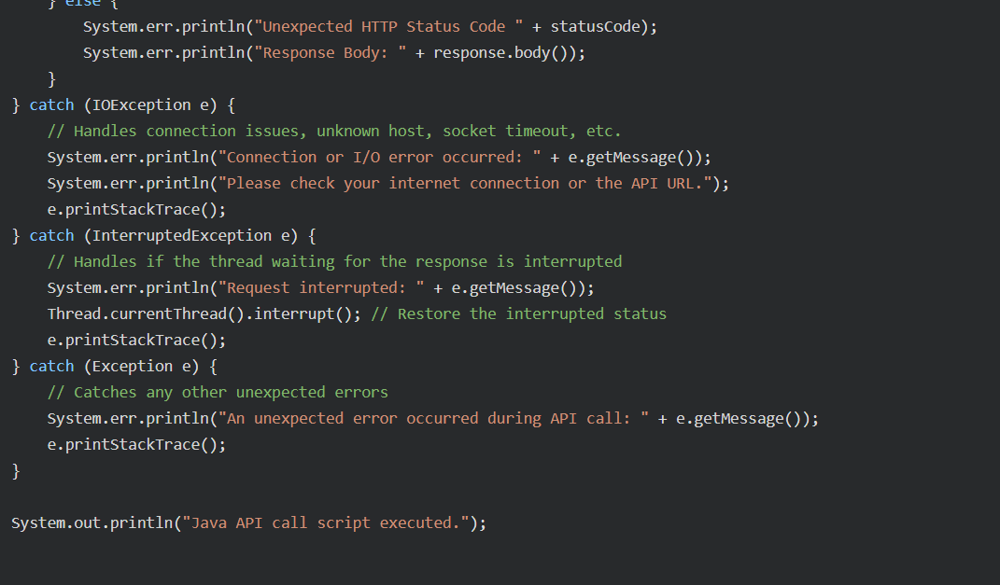 } else {
System.err.println("Unexpected HTTP Status Code " + statusCode);
System.err.println("Response Body: " + response.body());
}
} catch (IOException e) {
// Handles connection issues, unknown host, socket timeout, etc.
System.err.println("Connection or I/O error occurred: " + e.getMessage());
System.err.println("Please check your internet connection or the API URL.");
e.printStackTrace();
} catch (InterruptedException e) {
// Handles if the thread waiting for the response is interrupted
System.err.println("Request interrupted: " + e.getMessage());
Thread.currentThread().interrupt(); // Restore the interrupted status
e.printStackTrace();
} catch (Exception e) {
// Catches any other unexpected errors
System.err.println("An unexpected error occurred during API call: " + e.getMessage());
e.printStackTrace();
}
System.out.println("Java API call script executed.");